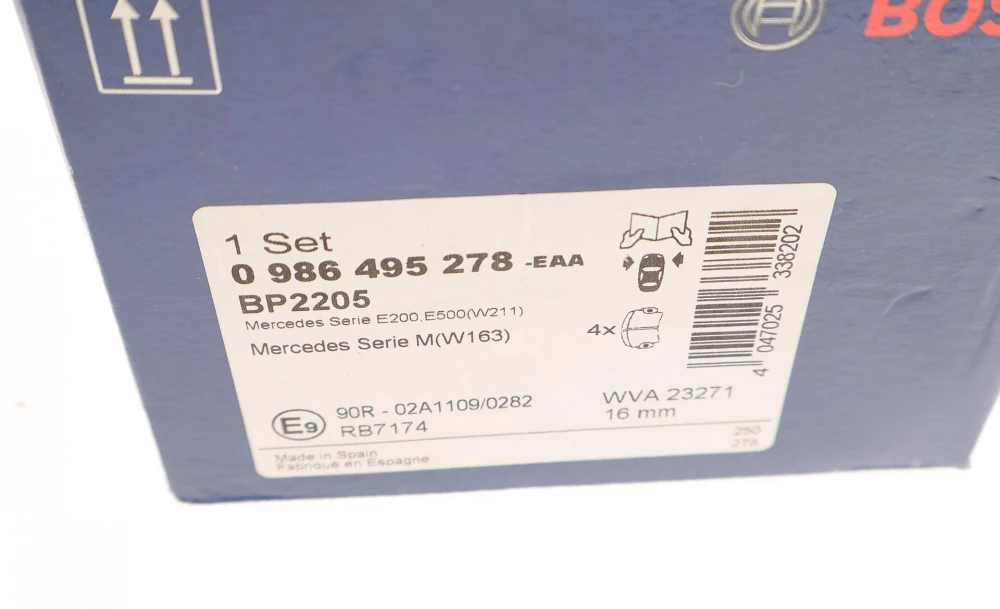 BOS
1 Set
0 986 495 278 -EAA
BP2205
Mercedes Serie E200,E500(W211)
Mercedes Serie M(W163)
4x
4 047025 338202
E9
90R - 02A1109/0282
RB7174
WVA 23271
16 mm
250
278
Made in Spain
Fabriqué en Espagne